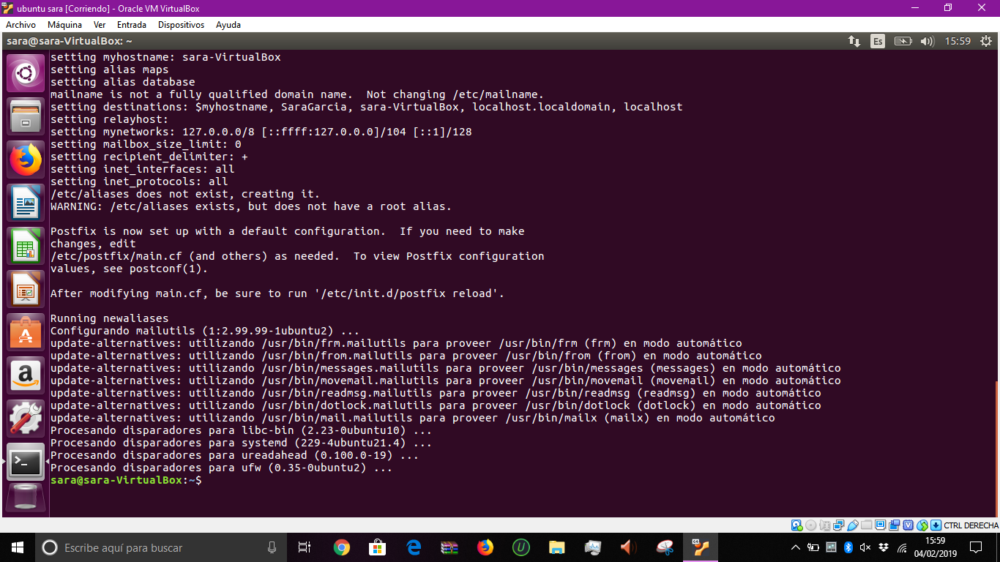 ubuntu sara [Corriendo] - Oracle VM VirtualBox
Archivo Máquina Ver Entrada Dispositivos Ayuda
sara@sara-VirtualBox: ~ Es 15:59
setting myhostname: sara-VirtualBox
setting alias maps
setting alias database
mailname is not a fully qualified domain name.  Not changing /etc/mailname.
setting destinations: $myhostname, SaraGarcia, sara-VirtualBox, localhost.localdomain, localhost
setting relayhost:
setting mynetworks: 127.0.0.0/8 [::ffff:127.0.0.0]/104 [::1]/128
setting mailbox_size_limit: 0
setting recipient_delimiter: +
setting inet_interfaces: all
setting inet_protocols: all
/etc/aliases does not exist, creating it.
WARNING: /etc/aliases exists, but does not have a root alias.
Postfix is now set up with a default configuration.  If you need to make
changes, edit
/etc/postfix/main.cf (and others) as needed.  To view Postfix configuration
values, see postconf(1).
After modifying main.cf, be sure to run '/etc/init.d/postfix reload'.
Running newaliases
Configurando mailutils (1:2.99.99-1ubuntu2) ...
update-alternatives: utilizando /usr/bin/frm.mailutils para proveer /usr/bin/frm (frm) en modo automático
update-alternatives: utilizando /usr/bin/from.mailutils para proveer /usr/bin/from (from) en modo automático
update-alternatives: utilizando /usr/bin/messages.mailutils para proveer /usr/bin/messages (messages) en modo automático
update-alternatives: utilizando /usr/bin/movemail.mailutils para proveer /usr/bin/movemail (movemail) en modo automático
update-alternatives: utilizando /usr/bin/readmsg.mailutils para proveer /usr/bin/readmsg (readmsg) en modo automático
update-alternatives: utilizando /usr/bin/dotlock.mailutils para proveer /usr/bin/dotlock (dotlock) en modo automático
update-alternatives: utilizando /usr/bin/mail.mailutils para proveer /usr/bin/mailx (mailx) en modo automático
Procesando disparadores para libc-bin (2.23-0ubuntu10) ...
Procesando disparadores para systemd (229-4ubuntu21.4) ...
Procesando disparadores para ureadahead (0.100.0-19) ...
Procesando disparadores para ufw (0.35-0ubuntu2) ...
sara@sara-VirtualBox:~$
CTRL DERECHA
Escribe aquí para buscar
15:59
04/02/2019